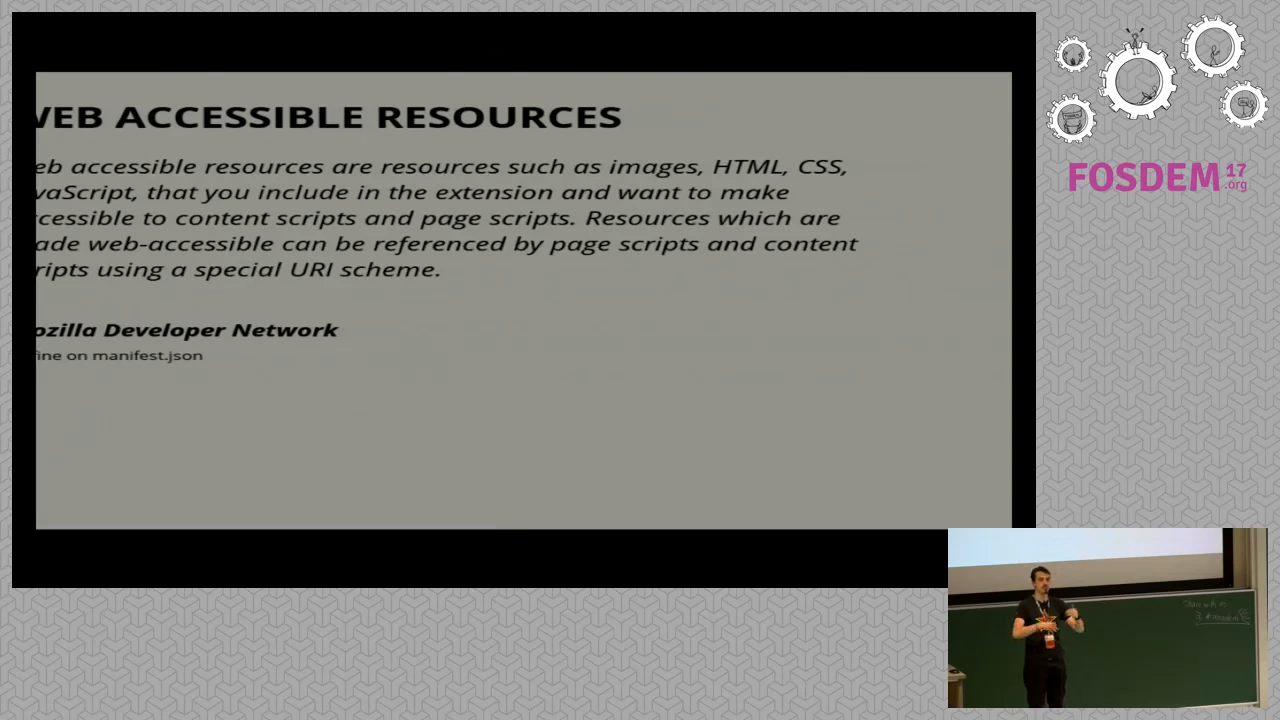 WEB ACCESSIBLE RESOURCES
eb accessible resources are resources such as images, HTML, CSS,
vaScript, that you include in the extension and want to make
ccessible to content scripts and page scripts. Resources which are
ade web-accessible can be referenced by page scripts and content
ripts using a special URI scheme.
ozilla Developer Network
fine on manifest.json
FOSDEM 17
.org